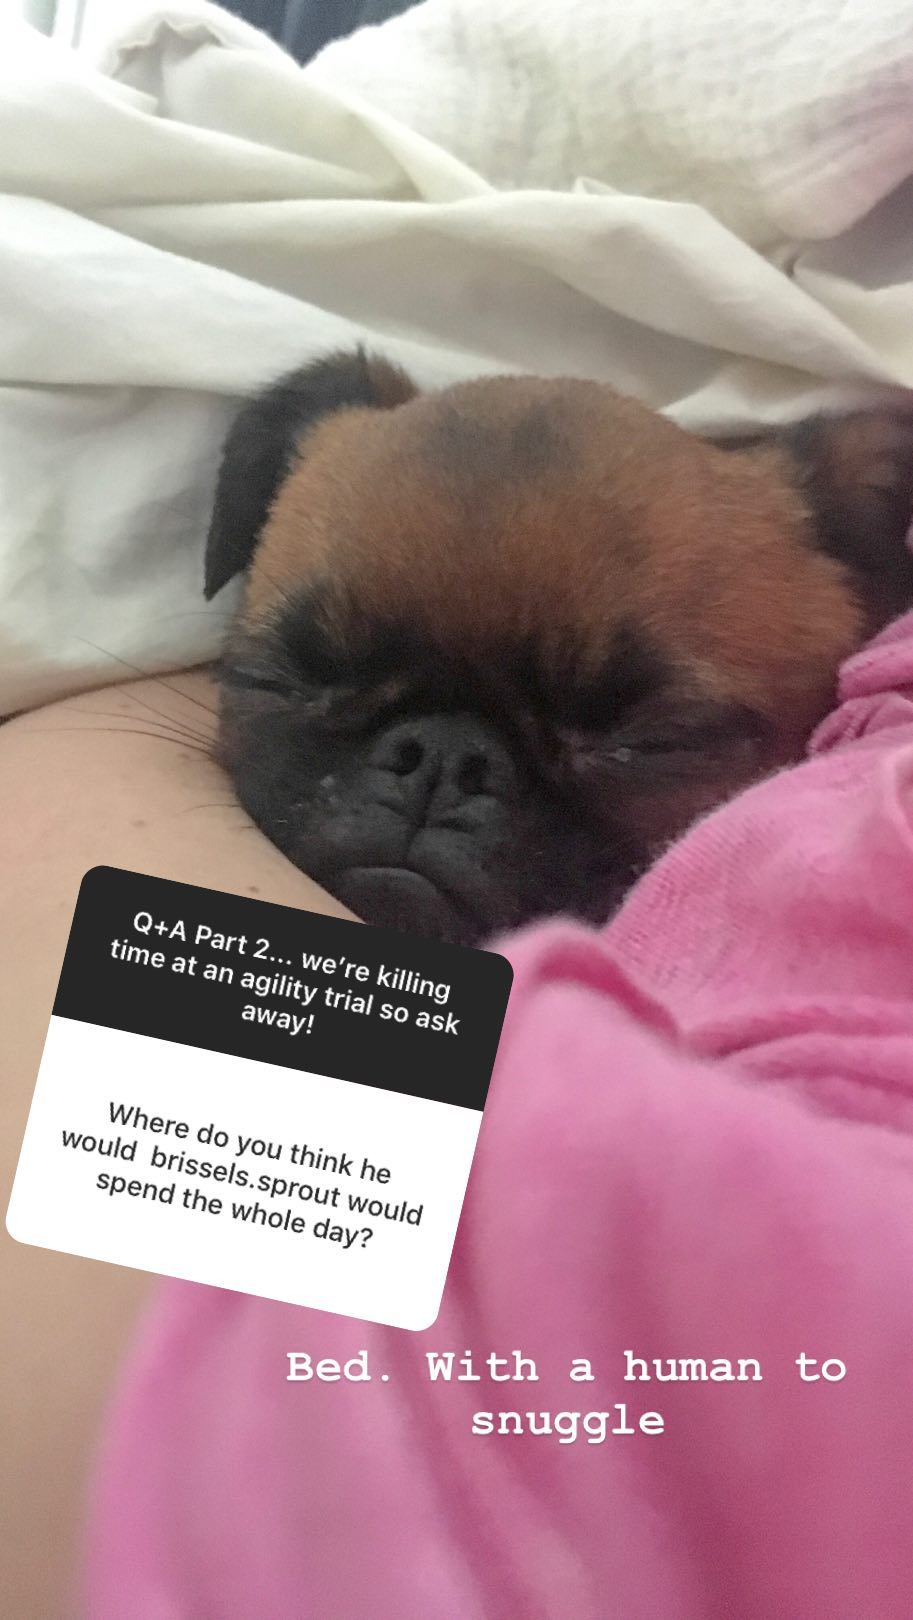 Q+A Part 2... we're killing
time at an agility trial so ask
away!
Where do you think he
would  brissels.sprout would
spend the whole day?
Bed. With a human to
snuggle